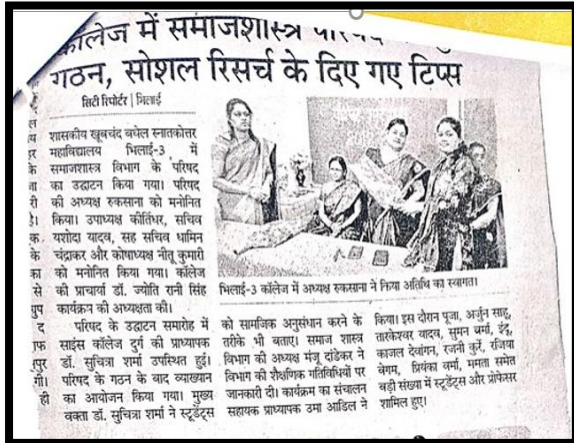 कॉलेज में समाजशास्त्र
गठन, सोशल रिसर्च के दिए गए टिप्स
सिटी रिपोर्टर | भिलाई
शासकीय खूबचंद बघेल स्नातकोत्तर
महाविद्यालय भिलाई-3 में
समाजशास्त्र विभाग के परिषद
का उद्घाटन किया गया। परिषद
की अध्यक्ष रुकसाना को मनोनित
किया। उपाध्यक्ष कीर्तिधर, सचिव
यशोदा यादव, सह सचिव धामिन
चंद्राकर और कोषाध्यक्ष नीतू कुमारी
को मनोनित किया गया। कॉलेज
की प्राचार्या डॉ. ज्योति रानी सिंह
कार्यक्रम की अध्यक्षता की।
परिषद के उद्घाटन समारोह में
साइंस कॉलेज दुर्ग की प्राध्यापक
डॉ. सुचित्रा शर्मा उपस्थित हुई।
परिषद के गठन के बाद व्याख्यान
का आयोजन किया गया। मुख्य
वक्ता डॉ. सुचित्रा शर्मा ने स्टूडेंट्स
भिलाई-3 कॉलेज में अध्यक्ष रुकसाना ने किया अतिथि का स्वागत।
को सामजिक अनुसंधान करने के
तरीके भी बताए। समाज शास्त्र
विभाग की अध्यक्ष मंजू दांडेकर ने
विभाग की शैक्षणिक गतिविधियों पर
जानकारी दी। कार्यक्रम का संचालन
सहायक प्राध्यापक उमा आडिल ने
किया। इस दौरान पूजा, अर्जुन साहू,
तारकेश्वर यादव, सुमन वर्मा, इंदु,
काजल देवांगन, रजनी कुर्रे, रजिया
बेगम, प्रियंका वर्मा, ममता समेत
बड़ी संख्या में स्टूडेंट्स और प्रोफेसर
शामिल हुए।